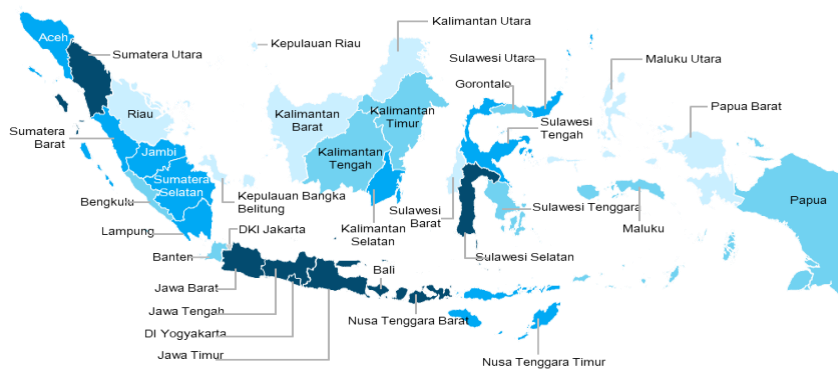 Aceh
Sumatera Utara
Kepulauan Riau
Kalimantan Utara
Sulawesi Utara
Gorontalo
Maluku Utara
Papua Barat
Riau
Kalimantan
Barat
Kalimantan
Timur
Sulawesi
Tengah
Sumatera
Barat
Jambi
Kalimantan
Tengah
Sumatera
Selatan
Bengkulu
Kepulauan Bangka
Belitung
Sulawesi
Barat
Sulawesi Tenggara
Papua
Lampung
DKI Jakarta
Kalimantan
Selatan
Maluku
Banten
Bali
Sulawesi Selatan
Jawa Barat
Jawa Tengah
Nusa Tenggara Barat
DI Yogyakarta
Jawa Timur
Nusa Tenggara Timur